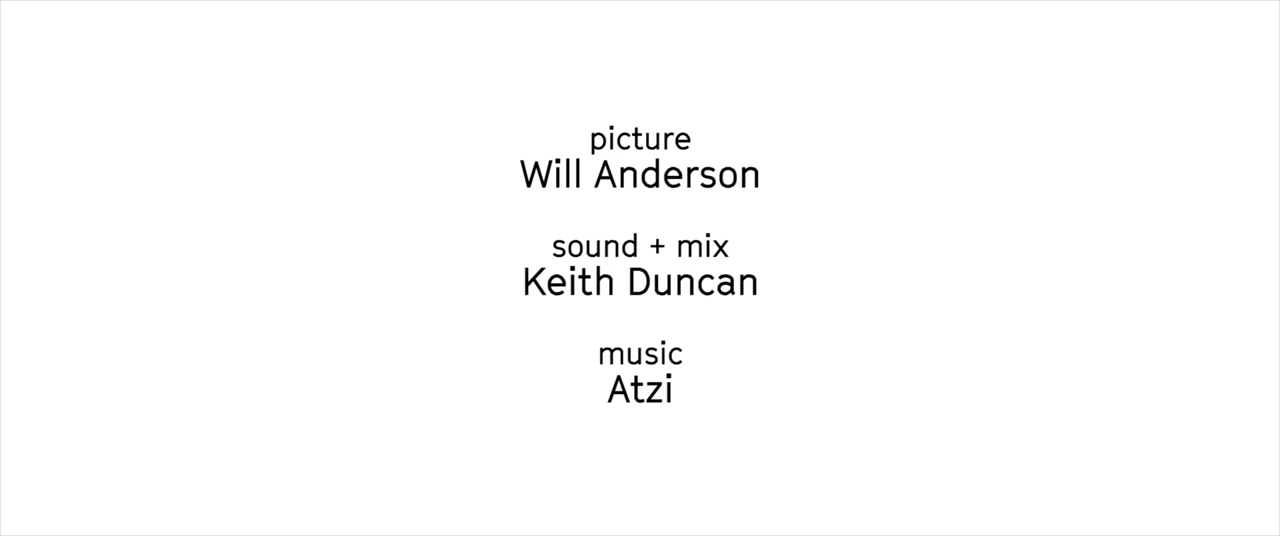 picture
Will Anderson
sound + mix
Keith Duncan
music
Atzi